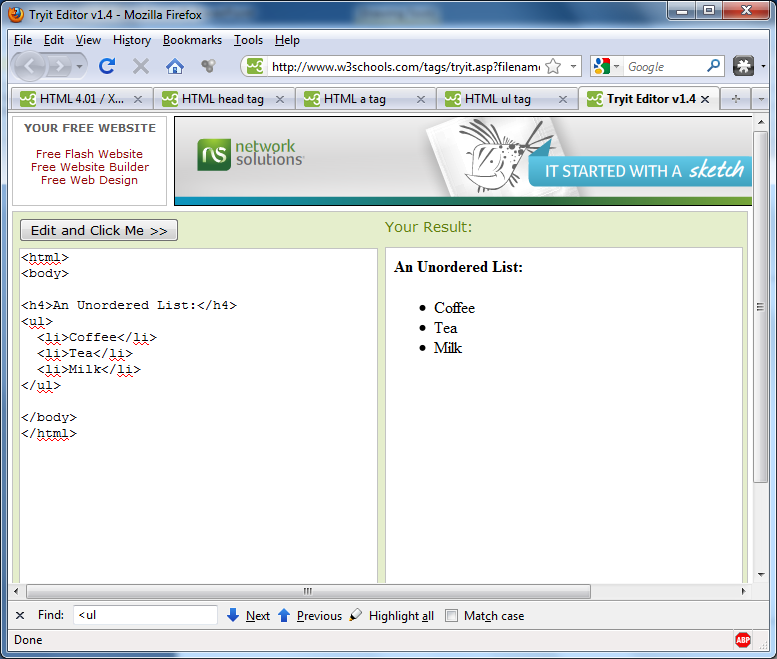 Tryit Editor v1.4 - Mozilla Firefox
File Edit View History Bookmarks Tools Help
http://www.w3schools.com/tags/tryit.asp?filenam
Google
HTML 4.01 / X...
HTML head tag
HTML a tag
HTML ul tag
Tryit Editor v1.4
YOUR FREE WEBSITE
Free Flash Website
Free Website Builder
Free Web Design
ns network
solutions
IT STARTED WITH A sketch
Edit and Click Me >>
<html>
<body>
<h4>An Unordered List:</h4>
<ul>
<li>Coffee</li>
<li>Tea</li>
<li>Milk</li>
</ul>
</body>
</html>
Your Result:
An Unordered List:
• Coffee
• Tea
• Milk
Find: <ul Next Previous Highlight all Match case
Done
ABP